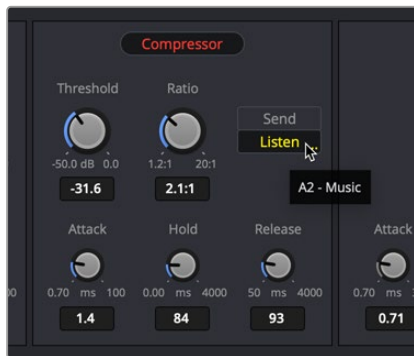 Compressor
Threshold Ratio
Send
Listen
-50.0 dB 0.0 1.2:1 20:1
-31.6 2.1:1
A2 - Music
Attack Hold Release Attack
00 0.70 ms 100 0.00 ms 4000 50 ms 4000 0.70 ms
1.4 84 93 0.71